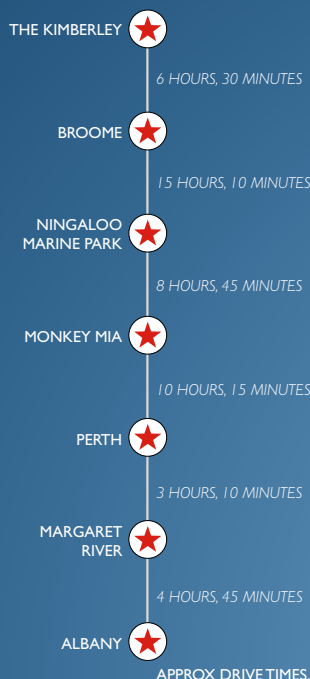 THE KIMBERLEY
6 HOURS, 30 MINUTES
BROOME
15 HOURS, 10 MINUTES
NINGALOO
MARINE PARK
8 HOURS, 45 MINUTES
MONKEY MIA
10 HOURS, 15 MINUTES
PERTH
3 HOURS, 10 MINUTES
MARGARET
RIVER
4 HOURS, 45 MINUTES
ALBANY
APPROX DRIVE TIMES